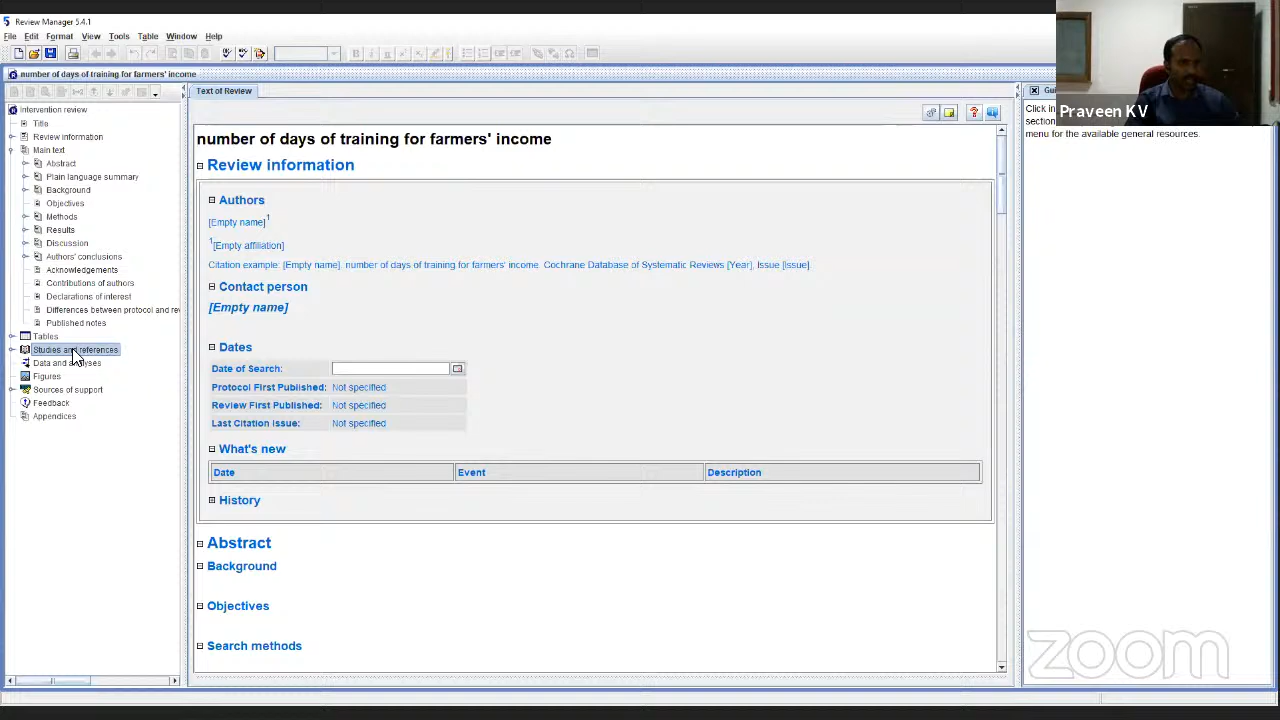 Review Manager 5.4.1
File Edit Format View Tools Table Window Help
number of days of training for farmers' income
Intervention review
Title
Review information
Main text
Abstract
Plain language summary
Background
Objectives
Methods
Results
Discussion
Authors' conclusions
Acknowledgements
Contributions of authors
Declarations of interest
Differences between protocol and re
Published notes
Tables
Studies and references
Data and analyses
Figures
Sources of support
Feedback
Appendices
Text of Review
number of days of training for farmers' income
Review information
Authors
[Empty name]1
1[Empty affiliation]
Citation example: [Empty name]. number of days of training for farmers' income. Cochrane Database of Systematic Reviews [Year], Issue [Issue].
Contact person
[Empty name]
Dates
Date of Search:
Protocol First Published: Not specified
Review First Published: Not specified
Last Citation Issue: Not specified
What's new
Date Event Description
History
Abstract
Background
Objectives
Search methods
Gui
Click in
section
menu for the available general resources.
Praveen KV
zoom